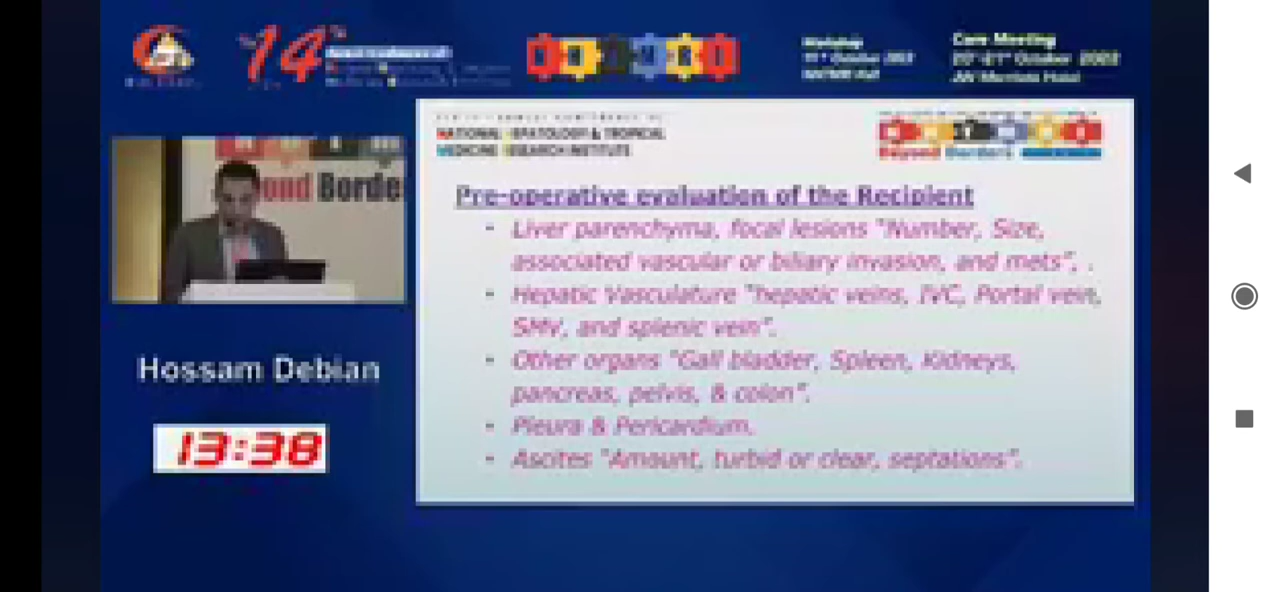 14
Workshop
Core Meeting
JW Marriott Hotel
NATIONAL HEPATOLOGY & TROPICAL
MEDICINE RESEARCH INSTITUTE
Beyond Borders
ond Borde
Pre-operative evaluation of the Recipient
• Liver parenchyma, focal lesions "Number, Size,
associated vascular or biliary invasion, and mets", .
• Hepatic Vasculature "hepatic veins, IVC, Portal vein,
SMV, and splenic vein".
• Other organs "Gall bladder, Spleen, Kidneys,
pancreas, pelvis, & colon".
• Pleura & Pericardium.
• Ascites "Amount, turbid or clear, septations".
Hossam Debian
13:38